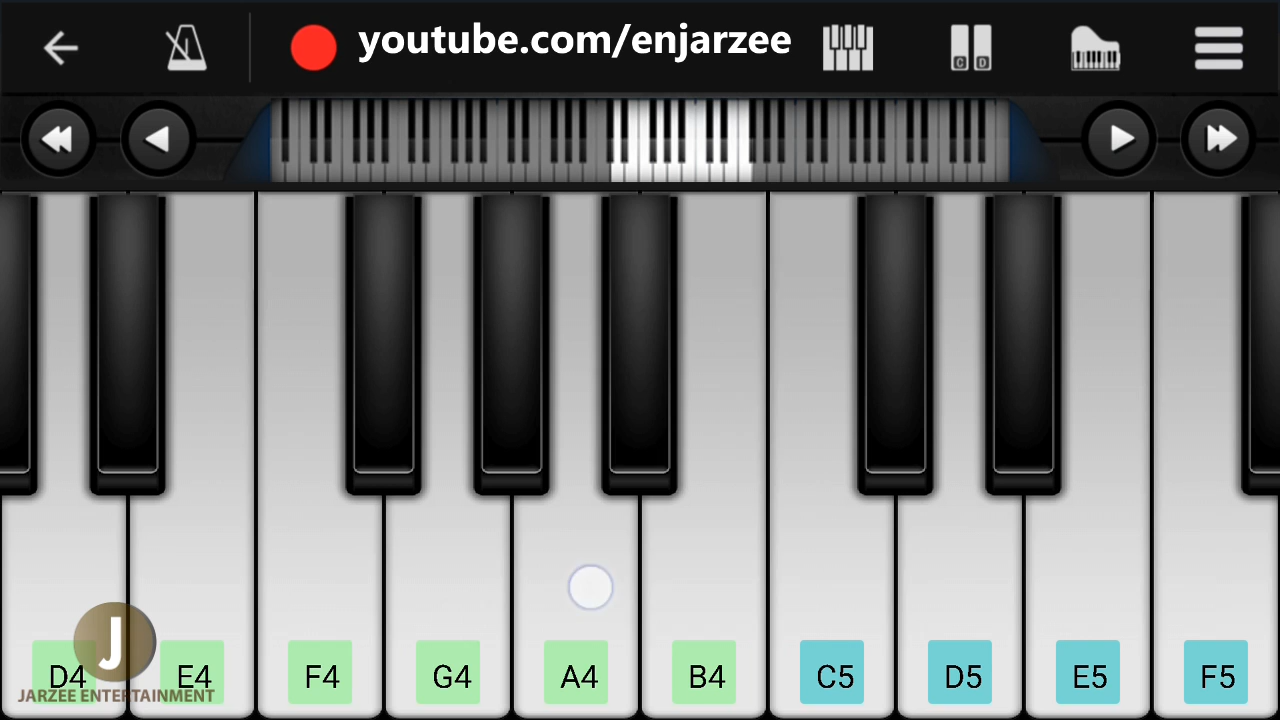 youtube.com/enjarzee
C D
D4 E4 F4 G4 A4 B4 C5 D5 E5 F5
J
JARZEE ENTERTAINMENT